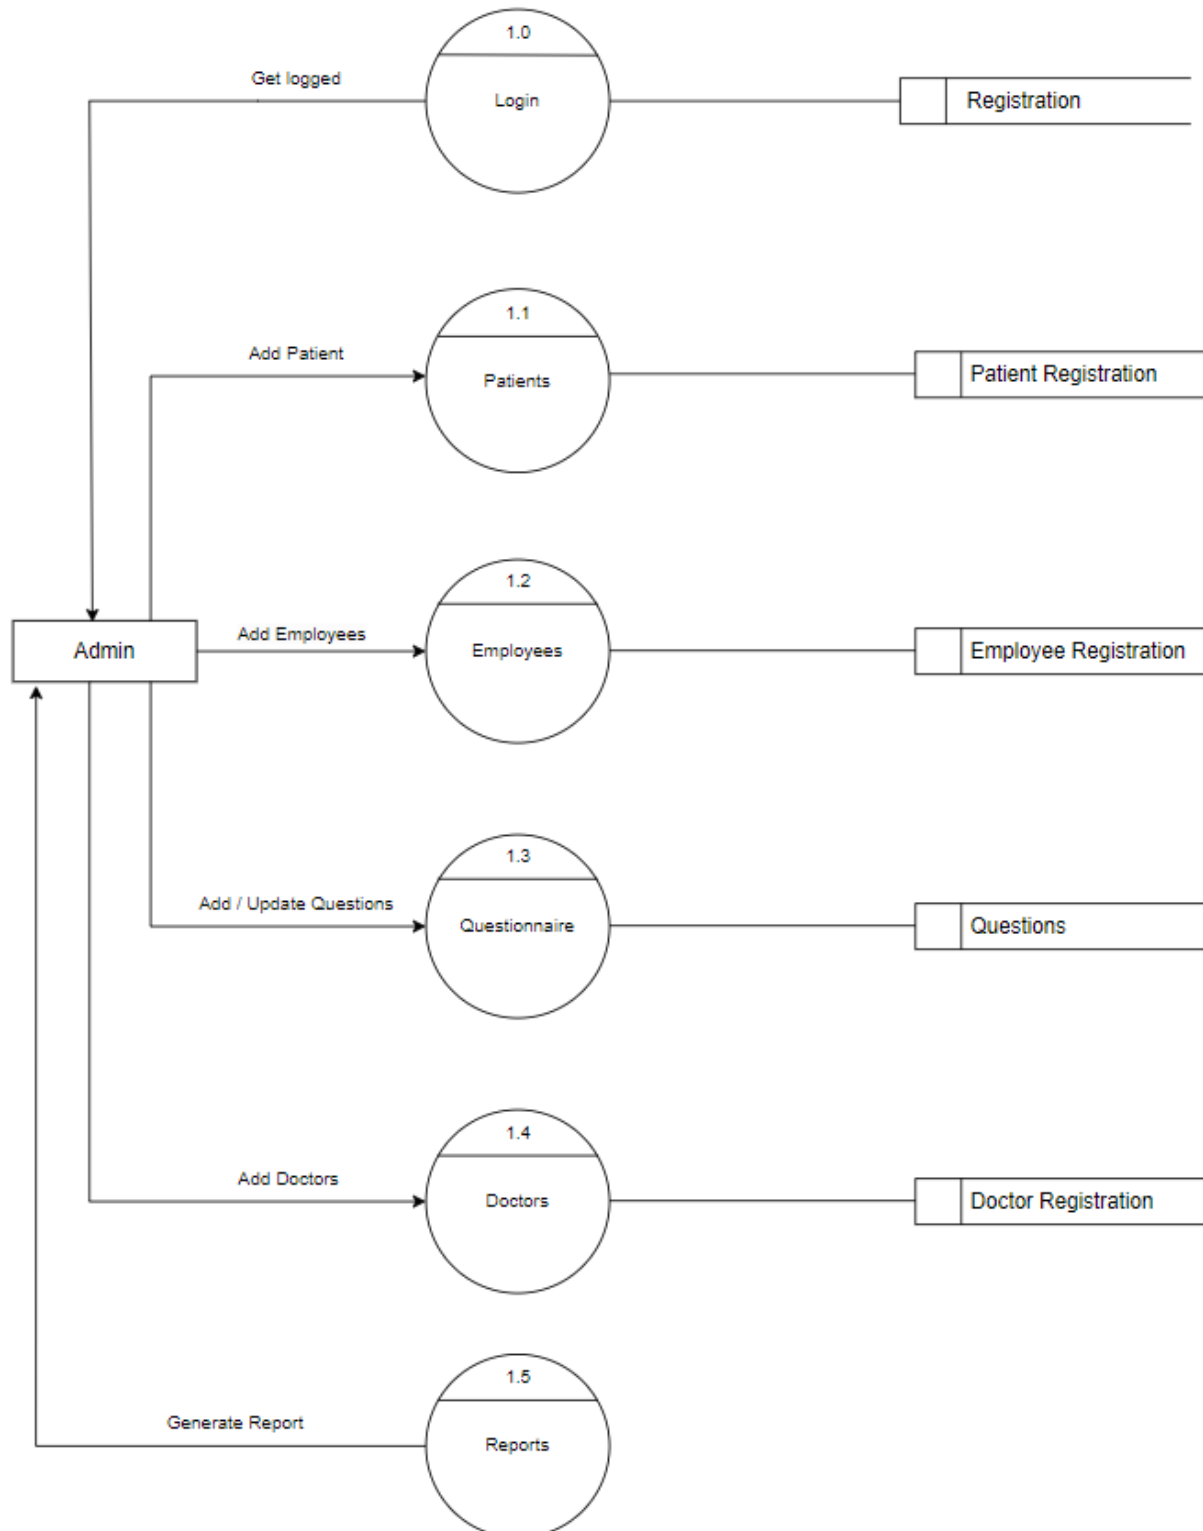 1.0
Get logged
Login
Registration
1.1
Add Patient
Patients
Patient Registration
1.2
Admin
Add Employees
Employees
Employee Registration
1.3
Add / Update Questions
Questionnaire
Questions
1.4
Add Doctors
Doctors
Doctor Registration
1.5
Generate Report
Reports